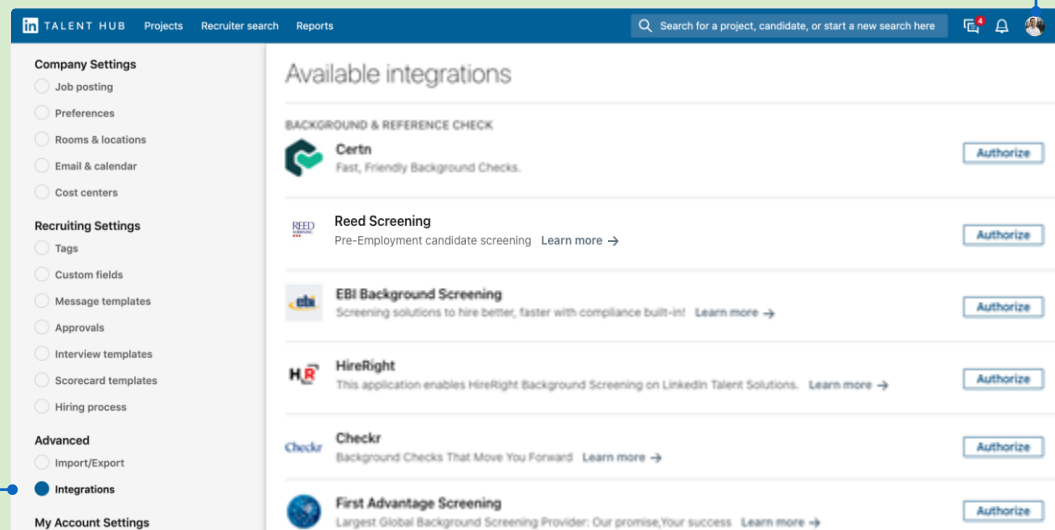 in TALENT HUB Projects Recruiter search Reports Search for a project, candidate, or start a new search here 4
Company Settings
Job posting
Preferences
Rooms & locations
Email & calendar
Cost centers
Recruiting Settings
Tags
Custom fields
Message templates
Approvals
Interview templates
Scorecard templates
Hiring process
Advanced
Import/Export
Integrations
My Account Settings
Available integrations
BACKGROUND & REFERENCE CHECK
Certn
Fast, Friendly Background Checks.
Authorize
REED
SCREENING
Reed Screening
Pre-Employment candidate screening Learn more →
Authorize
ebi
EBI Background Screening
Screening solutions to hire better, faster with compliance built-in! Learn more →
Authorize
HR
HireRight
This application enables HireRight Background Screening on LinkedIn Talent Solutions. Learn more →
Authorize
Checkr
Checkr
Background Checks That Move You Forward Learn more →
Authorize
First Advantage Screening
Largest Global Background Screening Provider: Our promise,Your success Learn more →
Authorize